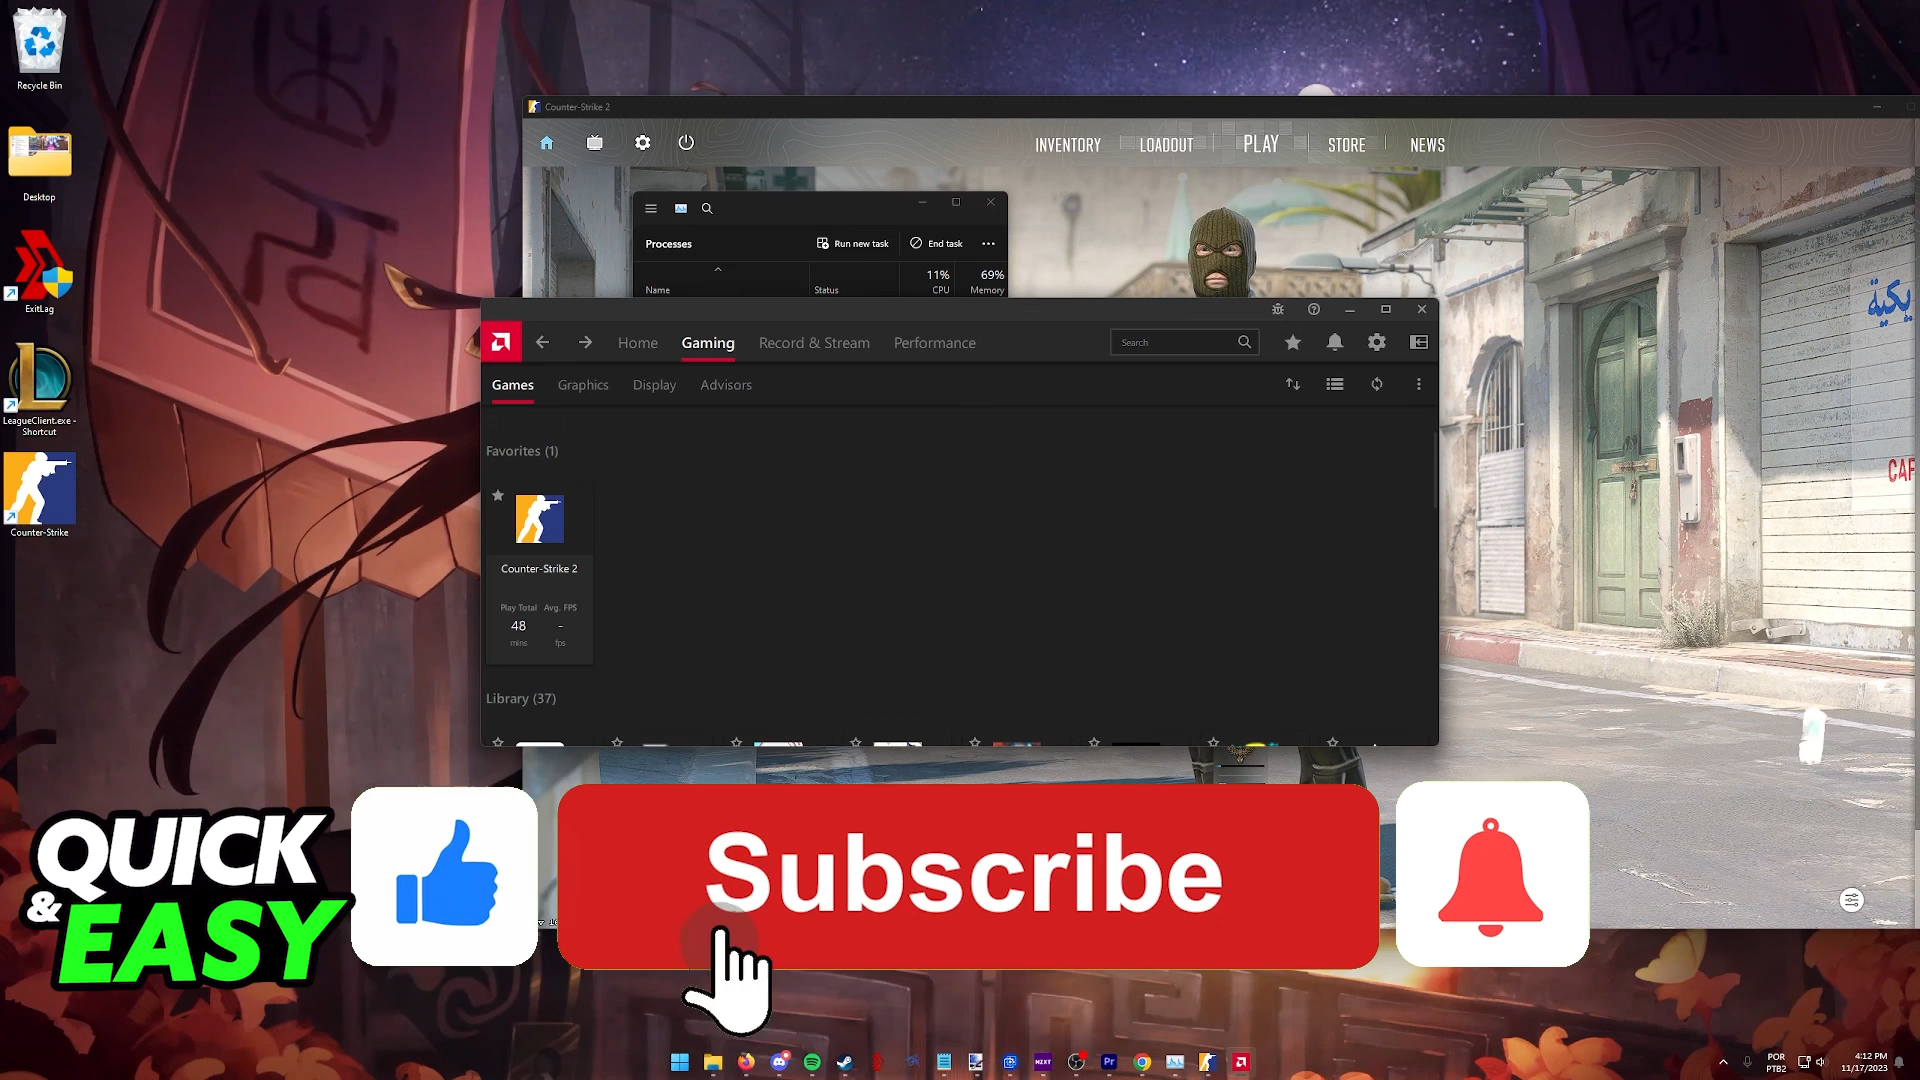 Recycle Bin
Desktop
ExitLag
LeagueClient.exe -
Shortcut
Counter-Strike
Counter-Strike 2
INVENTORY
LOADOUT
PLAY
STORE
NEWS
Processes
Run new task
End task
Name
Status
11%
CPU
69%
Memory
Home
Gaming
Record & Stream
Performance
Search
Games
Graphics
Display
Advisors
Favorites (1)
Counter-Strike 2
Play Total
Avg. FPS
48
-
mins
fps
Library (37)
بكية
CAF
QUICK
& EASY
Subscribe
NZXT
Pr
POR
PTB2
4:12 PM
11/17/2023